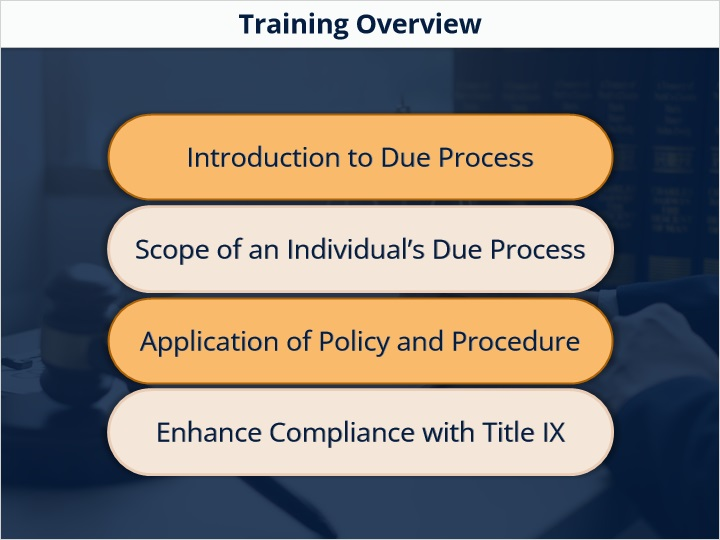 Training Overview
Introduction to Due Process
Scope of an Individual’s Due Process
Application of Policy and Procedure
Enhance Compliance with Title IX